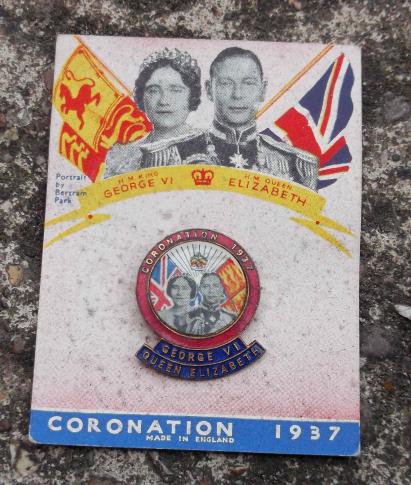 Portrait
by
Bertram
Park
H.M. KING
GEORGE VI
H.M. QUEEN
ELIZABETH
CORONATION 1937
GEORGE VI
QUEEN ELIZABETH
CORONATION 1937
MADE IN ENGLAND